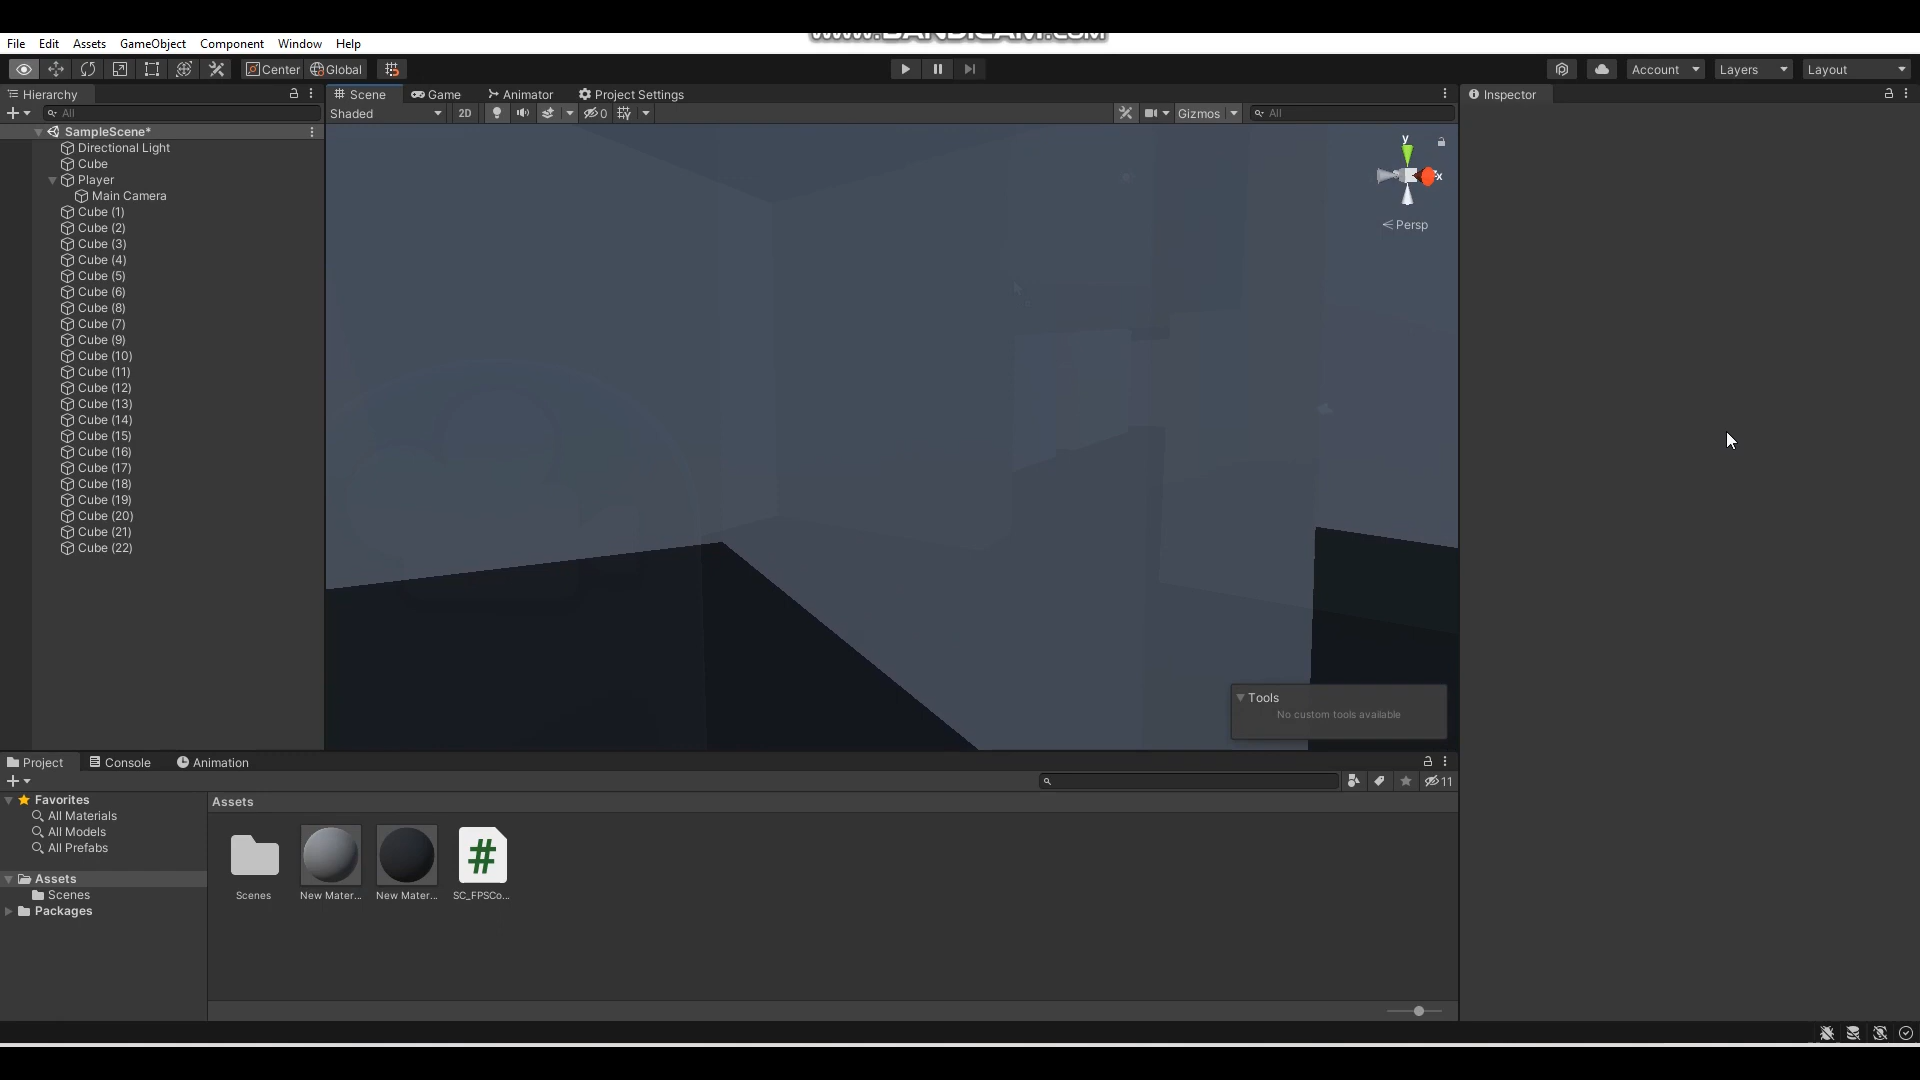 www.BANDICAM.com
File Edit Assets GameObject Component Window Help
Center Global Account Layers Layout
Hierarchy Scene Game Animator Project Settings Inspector
All Shaded 2D 0 Gizmos All
SampleScene*
Directional Light
Cube
Player
Main Camera
Cube (1)
Cube (2)
Cube (3)
Cube (4)
Cube (5)
Cube (6)
Cube (8)
Cube (7)
Cube (9)
Cube (10)
Cube (11)
Cube (12)
Cube (13)
Cube (14)
Cube (15)
Cube (16)
Cube (17)
Cube (18)
Cube (19)
Cube (20)
Cube (21)
Cube (22)
y
x
Persp
Tools
No custom tools available
Project Console Animation
11
Favorites
All Materials
All Models
All Prefabs
Assets
Scenes
Packages
Assets
Scenes New Mater... New Mater... SC_FPSCo...